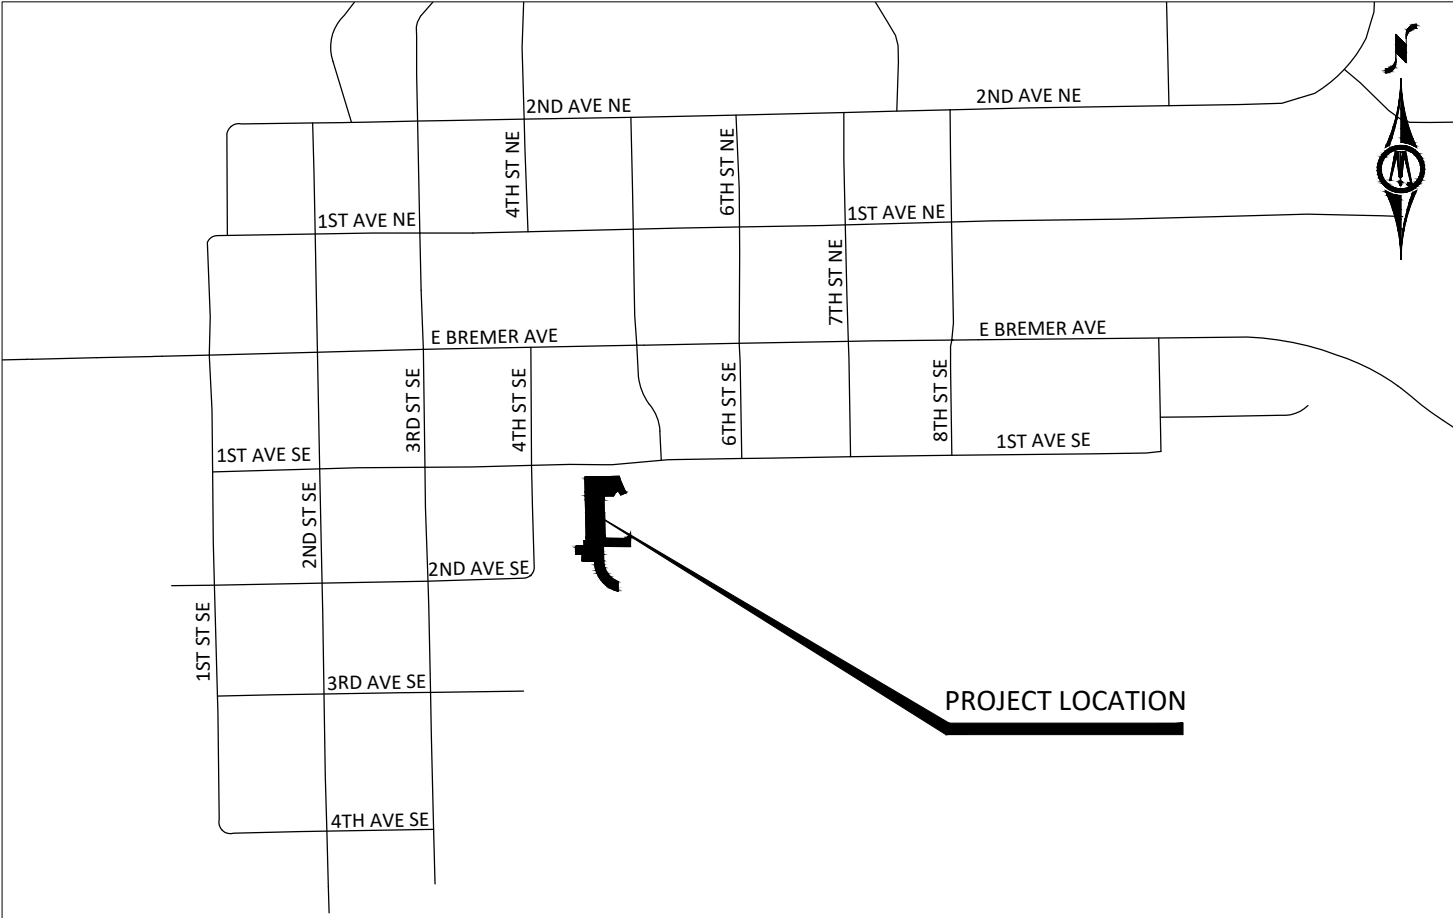 N
2ND AVE NE
2ND AVE NE
4TH ST NE
6TH ST NE
1ST AVE NE
1ST AVE NE
7TH ST NE
E BREMER AVE
E BREMER AVE
3RD ST SE
4TH ST SE
6TH ST SE
8TH ST SE
1ST AVE SE
1ST AVE SE
2ND ST SE
2ND AVE SE
1ST ST SE
3RD AVE SE
PROJECT LOCATION
4TH AVE SE